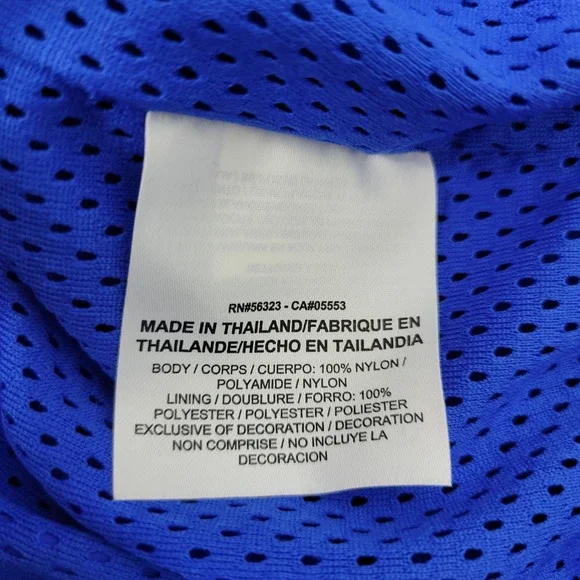 RN#56323 - CA#05553
MADE IN THAILAND/FABRIQUE EN
THAILANDE/HECHO EN TAILANDIA
BODY / CORPS / CUERPO: 100% NYLON /
POLYAMIDE / NYLON
LINING / DOUBLURE / FORRO: 100%
POLYESTER / POLYESTER / POLIESTER
EXCLUSIVE OF DECORATION / DECORATION
NON COMPRISE / NO INCLUYE LA
DECORACION